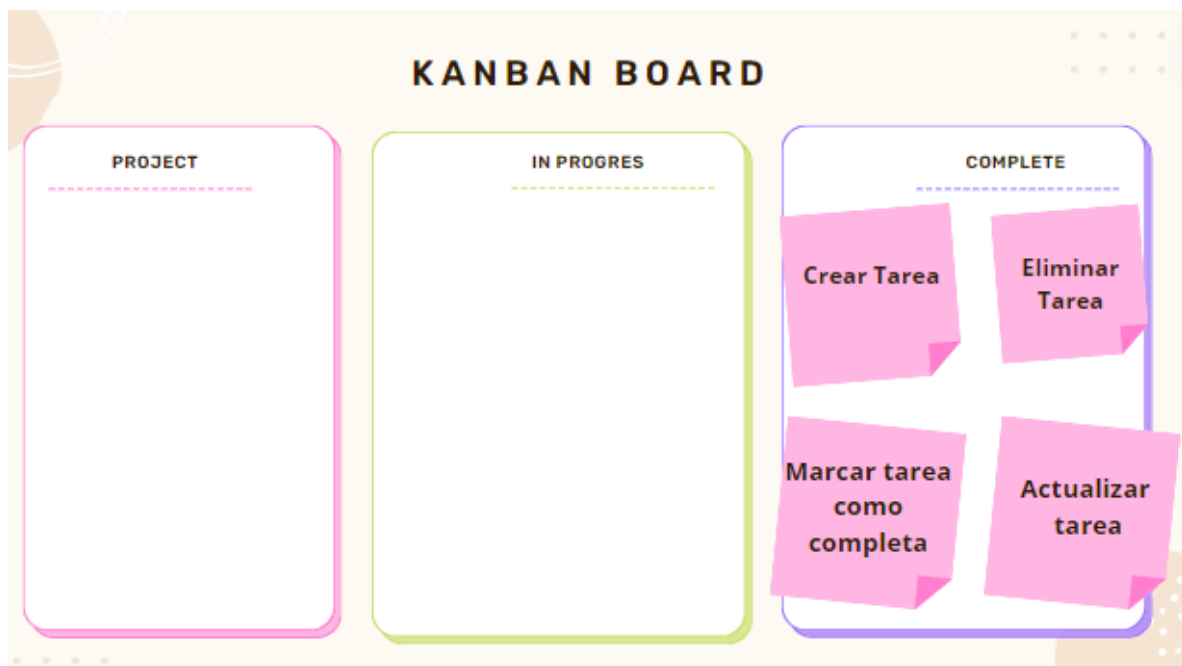 KANBAN BOARD
PROJECT
IN PROGRES
COMPLETE
Crear Tarea
Eliminar
Tarea
Marcar tarea
como
completa
Actualizar
tarea